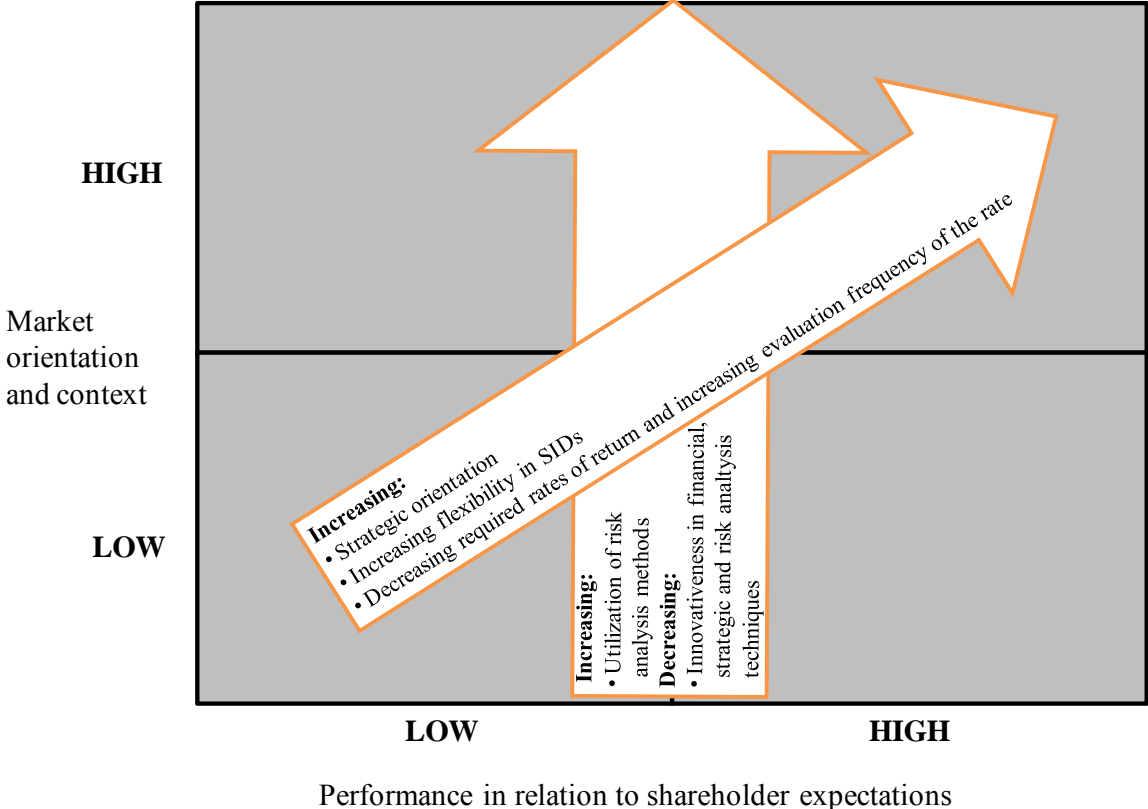 HIGH
Market
orientation
and context
LOW
Increasing:
• Strategic orientation
• Increasing flexibility in SIDs
• Decreasing required rates of return and increasing evaluation frequency of the rate
Increasing:
• Utilization of risk
analysis methods
Decreasing:
• Innovativeness in financial,
strategic and risk analtysis
techniques
LOW
HIGH
Performance in relation to shareholder expectations